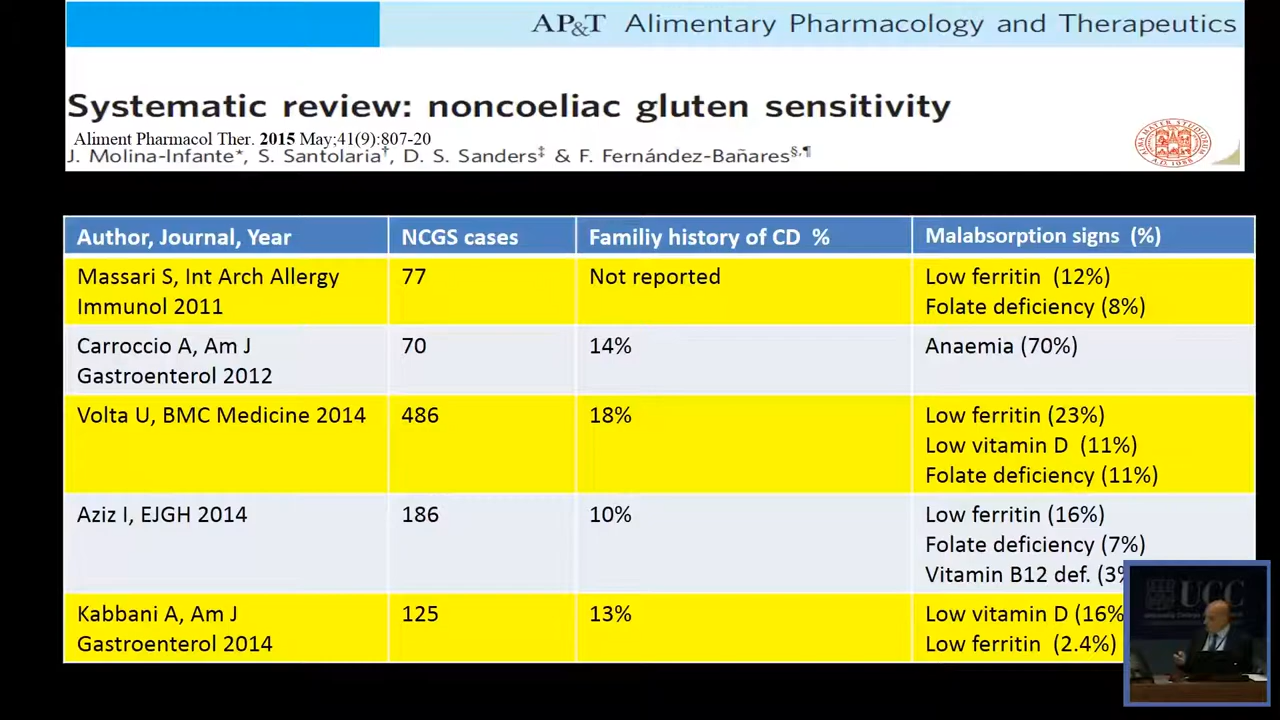 AP&T Alimentary Pharmacology and Therapeutics
Systematic review: noncoeliac gluten sensitivity
Aliment Pharmacol Ther. 2015 May;41(9):807-20
J. Molina-Infante*, S. Santolaria†, D. S. Sanders‡ & F. Fernández-Bañares§,¶
Author, Journal, Year NCGS cases Familiy history of CD % Malabsorption signs (%)
Massari S, Int Arch Allergy 77 Not reported Low ferritin (12%)
Immunol 2011 Folate deficiency (8%)
Carroccio A, Am J 70 14% Anaemia (70%)
Gastroenterol 2012
Volta U, BMC Medicine 2014 486 18% Low ferritin (23%)
Low vitamin D (11%)
Folate deficiency (11%)
Aziz I, EJGH 2014 186 10% Low ferritin (16%)
Folate deficiency (7%)
Vitamin B12 def. (3%
Kabbani A, Am J 125 13% Low vitamin D (16%
Gastroenterol 2014 Low ferritin (2.4%)
UCC